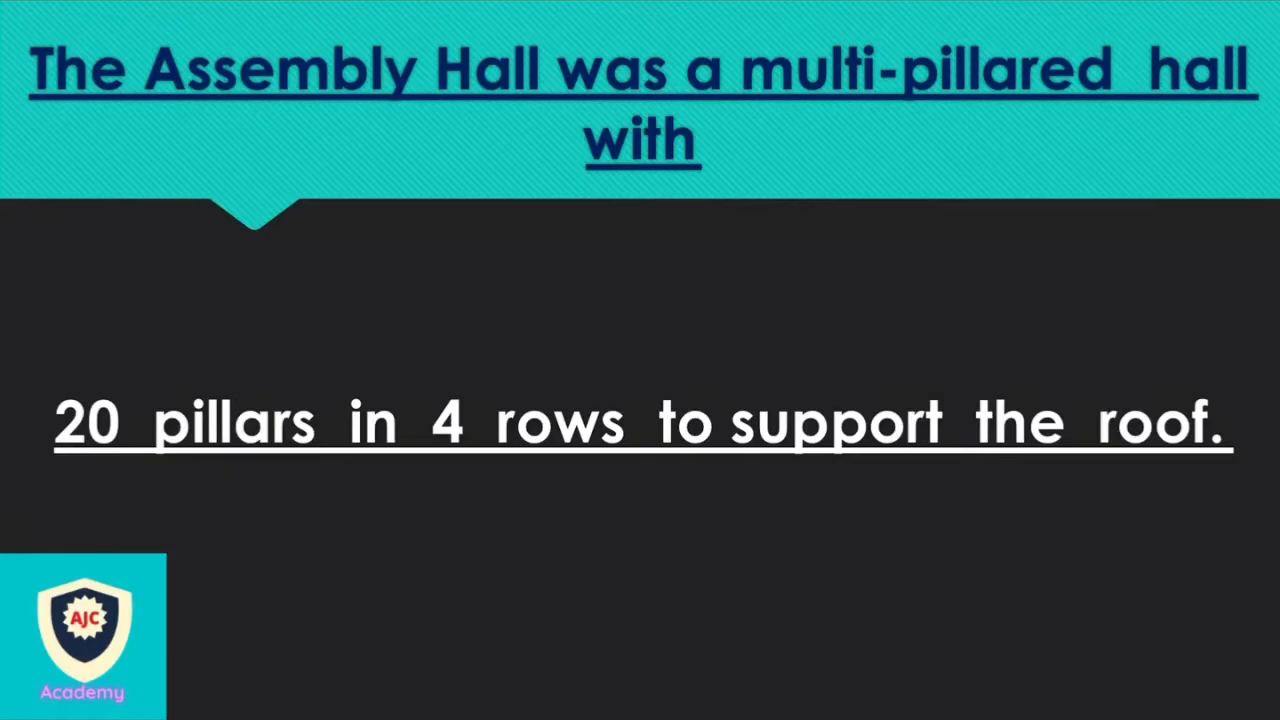 The Assembly Hall was a multi-pillared hall
with
20 pillars in 4 rows to support the roof.
AJC
Academy